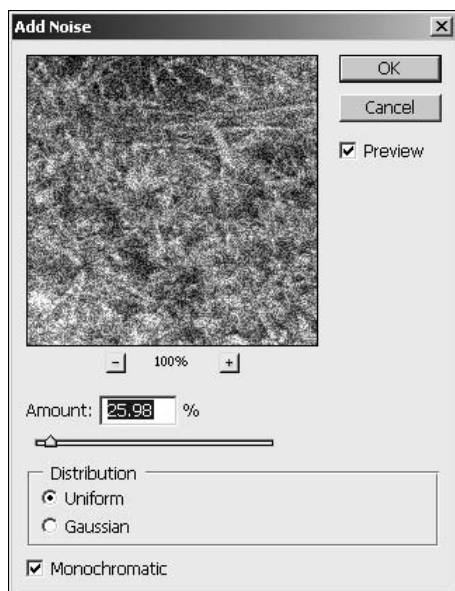 Add Noise
OK
Cancel
Preview
- 100% +
Amount: 25.98 %
Distribution
Uniform
Gaussian
Monochromatic